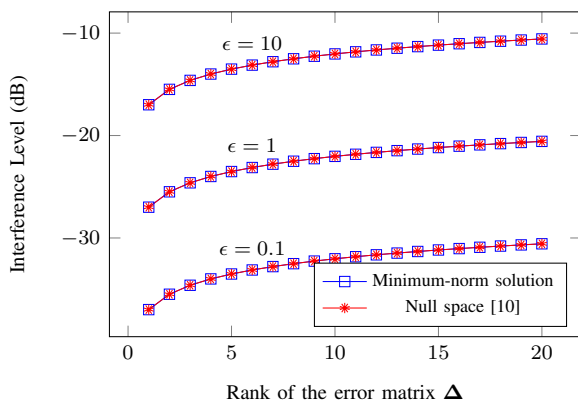 −10
−20
−30
Interference Level (dB)
ϵ = 10
ϵ = 1
ϵ = 0.1
Minimum-norm solution
Null space [10]
0 5 10 15 20
Rank of the error matrix Δ